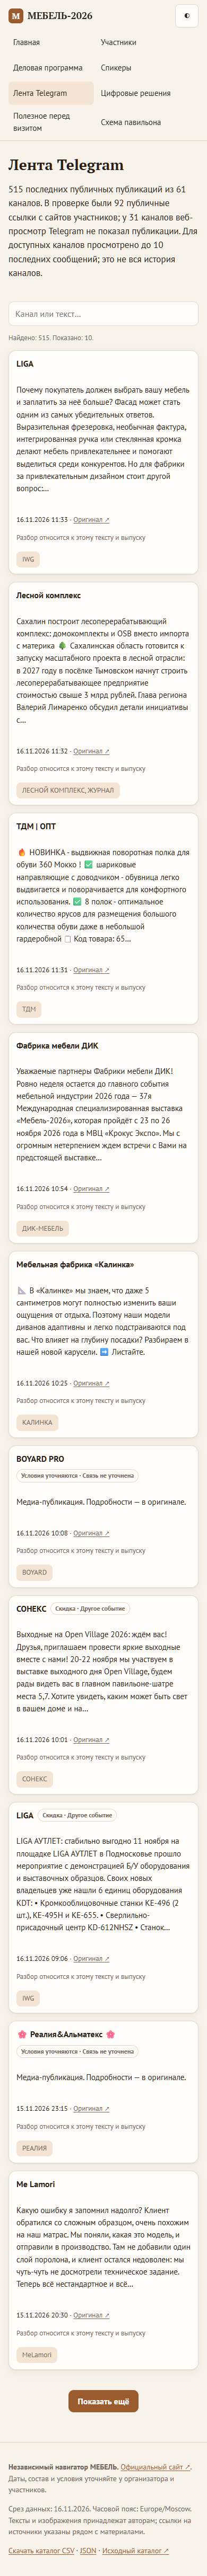 М МЕБЕЛЬ-2026
Главная
Участники
Деловая программа
Спикеры
Лента Telegram
Цифровые решения
Полезное перед
визитом
Схема павильона
Лента Telegram
515 последних публичных публикаций из 61
канала. В проверке были 92 публичные
ссылки с сайтов участников; у 31 каналов веб-
просмотр Telegram не показал публикации. Для
доступных каналов просмотрено до 10
последних сообщений; это не вся история
каналов.
Канал или текст…
Найдено: 515. Показано: 10.
LIGA
Почему покупатель должен выбрать вашу мебель
и заплатить за неё больше? Фасад может стать
одним из самых убедительных ответов.
Выразительная фрезеровка, необычная фактура,
интегрированная ручка или стеклянная кромка
делают мебель привлекательнее и помогают
выделиться среди конкурентов. Но для фабрики
за привлекательным дизайном стоит другой
вопрос:…
16.11.2026 11:33 · Оригинал ↗
Разбор относится к этому тексту и выпуску
IWG
Лесной комплекс
Сахалин построит лесоперерабатывающий
комплекс: домокомплекты и OSB вместо импорта
с материка 🌲 Сахалинская область готовится к
запуску масштабного проекта в лесной отрасли:
в 2027 году в посёлке Тымовское начнут строить
лесоперерабатывающее предприятие
стоимостью свыше 3 млрд рублей. Глава региона
Валерий Лимаренко обсудил детали инициативы
с…
16.11.2026 11:32 · Оригинал ↗
Разбор относится к этому тексту и выпуску
ЛЕСНОЙ КОМПЛЕКС, ЖУРНАЛ
ТДМ | ОПТ
🔥 НОВИНКА - выдвижная поворотная полка для
обуви 360 Мокко ! ✅ шариковые
направляющие с доводчиком - обувница легко
выдвигается и поворачивается для комфортного
использования. ✅ 8 полок - оптимальное
количество ярусов для размещения большого
количества обуви даже в небольшой
гардеробной 📋 Код товара: 65…
16.11.2026 11:31 · Оригинал ↗
Разбор относится к этому тексту и выпуску
ТДМ
Фабрика мебели ДИК
Уважаемые партнеры Фабрики мебели ДИК!
Ровно неделя остается до главного события
мебельной индустрии 2026 года — 37я
Международная специализированная выставка
«Мебель-2026», которая пройдёт с 23 по 26
ноября 2026 года в МВЦ «Крокус Экспо». Мы с
огромным нетерпением ждем встречи с Вами на
предстоящей выставке…
16.11.2026 10:54 · Оригинал ↗
Разбор относится к этому тексту и выпуску
ДИК-МЕБЕЛЬ
Мебельная фабрика «Калинка»
📐 В «Калинке» мы знаем, что даже 5
сантиметров могут полностью изменить ваши
ощущения от отдыха. Поэтому наши модели
диванов адаптивны и легко подстраиваются под
вас. Что влияет на глубину посадки? Разбираем в
нашей новой карусели. ➡️ Листайте.
16.11.2026 10:25 · Оригинал ↗
Разбор относится к этому тексту и выпуску
КАЛИНКА
BOYARD PRO
Условия уточняются · Связь не уточнена
Медиа-публикация. Подробности — в оригинале.
16.11.2026 10:08 · Оригинал ↗
Разбор относится к этому тексту и выпуску
BOYARD
СОНЕКС Скидка · Другое событие
Выходные на Open Village 2026: ждём вас!
Друзья, приглашаем провести яркие выходные
вместе с нами! 20-22 ноября мы участвуем в
выставке выходного дня Open Village, будем
рады видеть вас в главном павильоне-шатре
места 5,7. Хотите увидеть, каким может быть свет
в вашем доме и на…
16.11.2026 10:01 · Оригинал ↗
Разбор относится к этому тексту и выпуску
СОНЕКС
LIGA Скидка · Другое событие
LIGA АУТЛЕТ: стабильно выгодно 11 ноября на
площадке LIGA АУТЛЕТ в Подмосковье прошло
мероприятие с демонстрацией Б/У оборудования
и выставочных образцов. Своих новых
владельцев уже нашли 6 единиц оборудования
KDT: • Кромкооблицовочные станки KE-496 (2
шт.), KE-495H и KE-655. • Сверлильно-
присадочный центр KD-612NHSZ • Станок…
16.11.2026 09:06 · Оригинал ↗
Разбор относится к этому тексту и выпуску
IWG
🌸 Реалия&Альматекс 🌸
Условия уточняются · Связь не уточнена
Медиа-публикация. Подробности — в оригинале.
15.11.2026 23:15 · Оригинал ↗
Разбор относится к этому тексту и выпуску
РЕАЛИЯ
Me Lamori
Какую ошибку я запомнил надолго? Клиент
обратился со сложным образцом, очень похожим
на наш матрас. Мы поняли, какая это модель, и
отправили в производство. Там не добавили один
слой поролона, и клиент остался недоволен: мы
чуть-чуть не досмотрели техническое задание.
Теперь всё нестандартное и всё…
15.11.2026 20:30 · Оригинал ↗
Разбор относится к этому тексту и выпуску
MeLamori
Показать ещё
Независимый навигатор МЕБЕЛЬ. Официальный сайт ↗.
Даты, состав и условия уточняйте у организатора и
участников.
Срез данных: 16.11.2026. Часовой пояс: Europe/Moscow.
Тексты и изображения принадлежат авторам; ссылки на
источники указаны рядом с материалами.
Скачать каталог CSV · JSON · Исходный каталог ↗